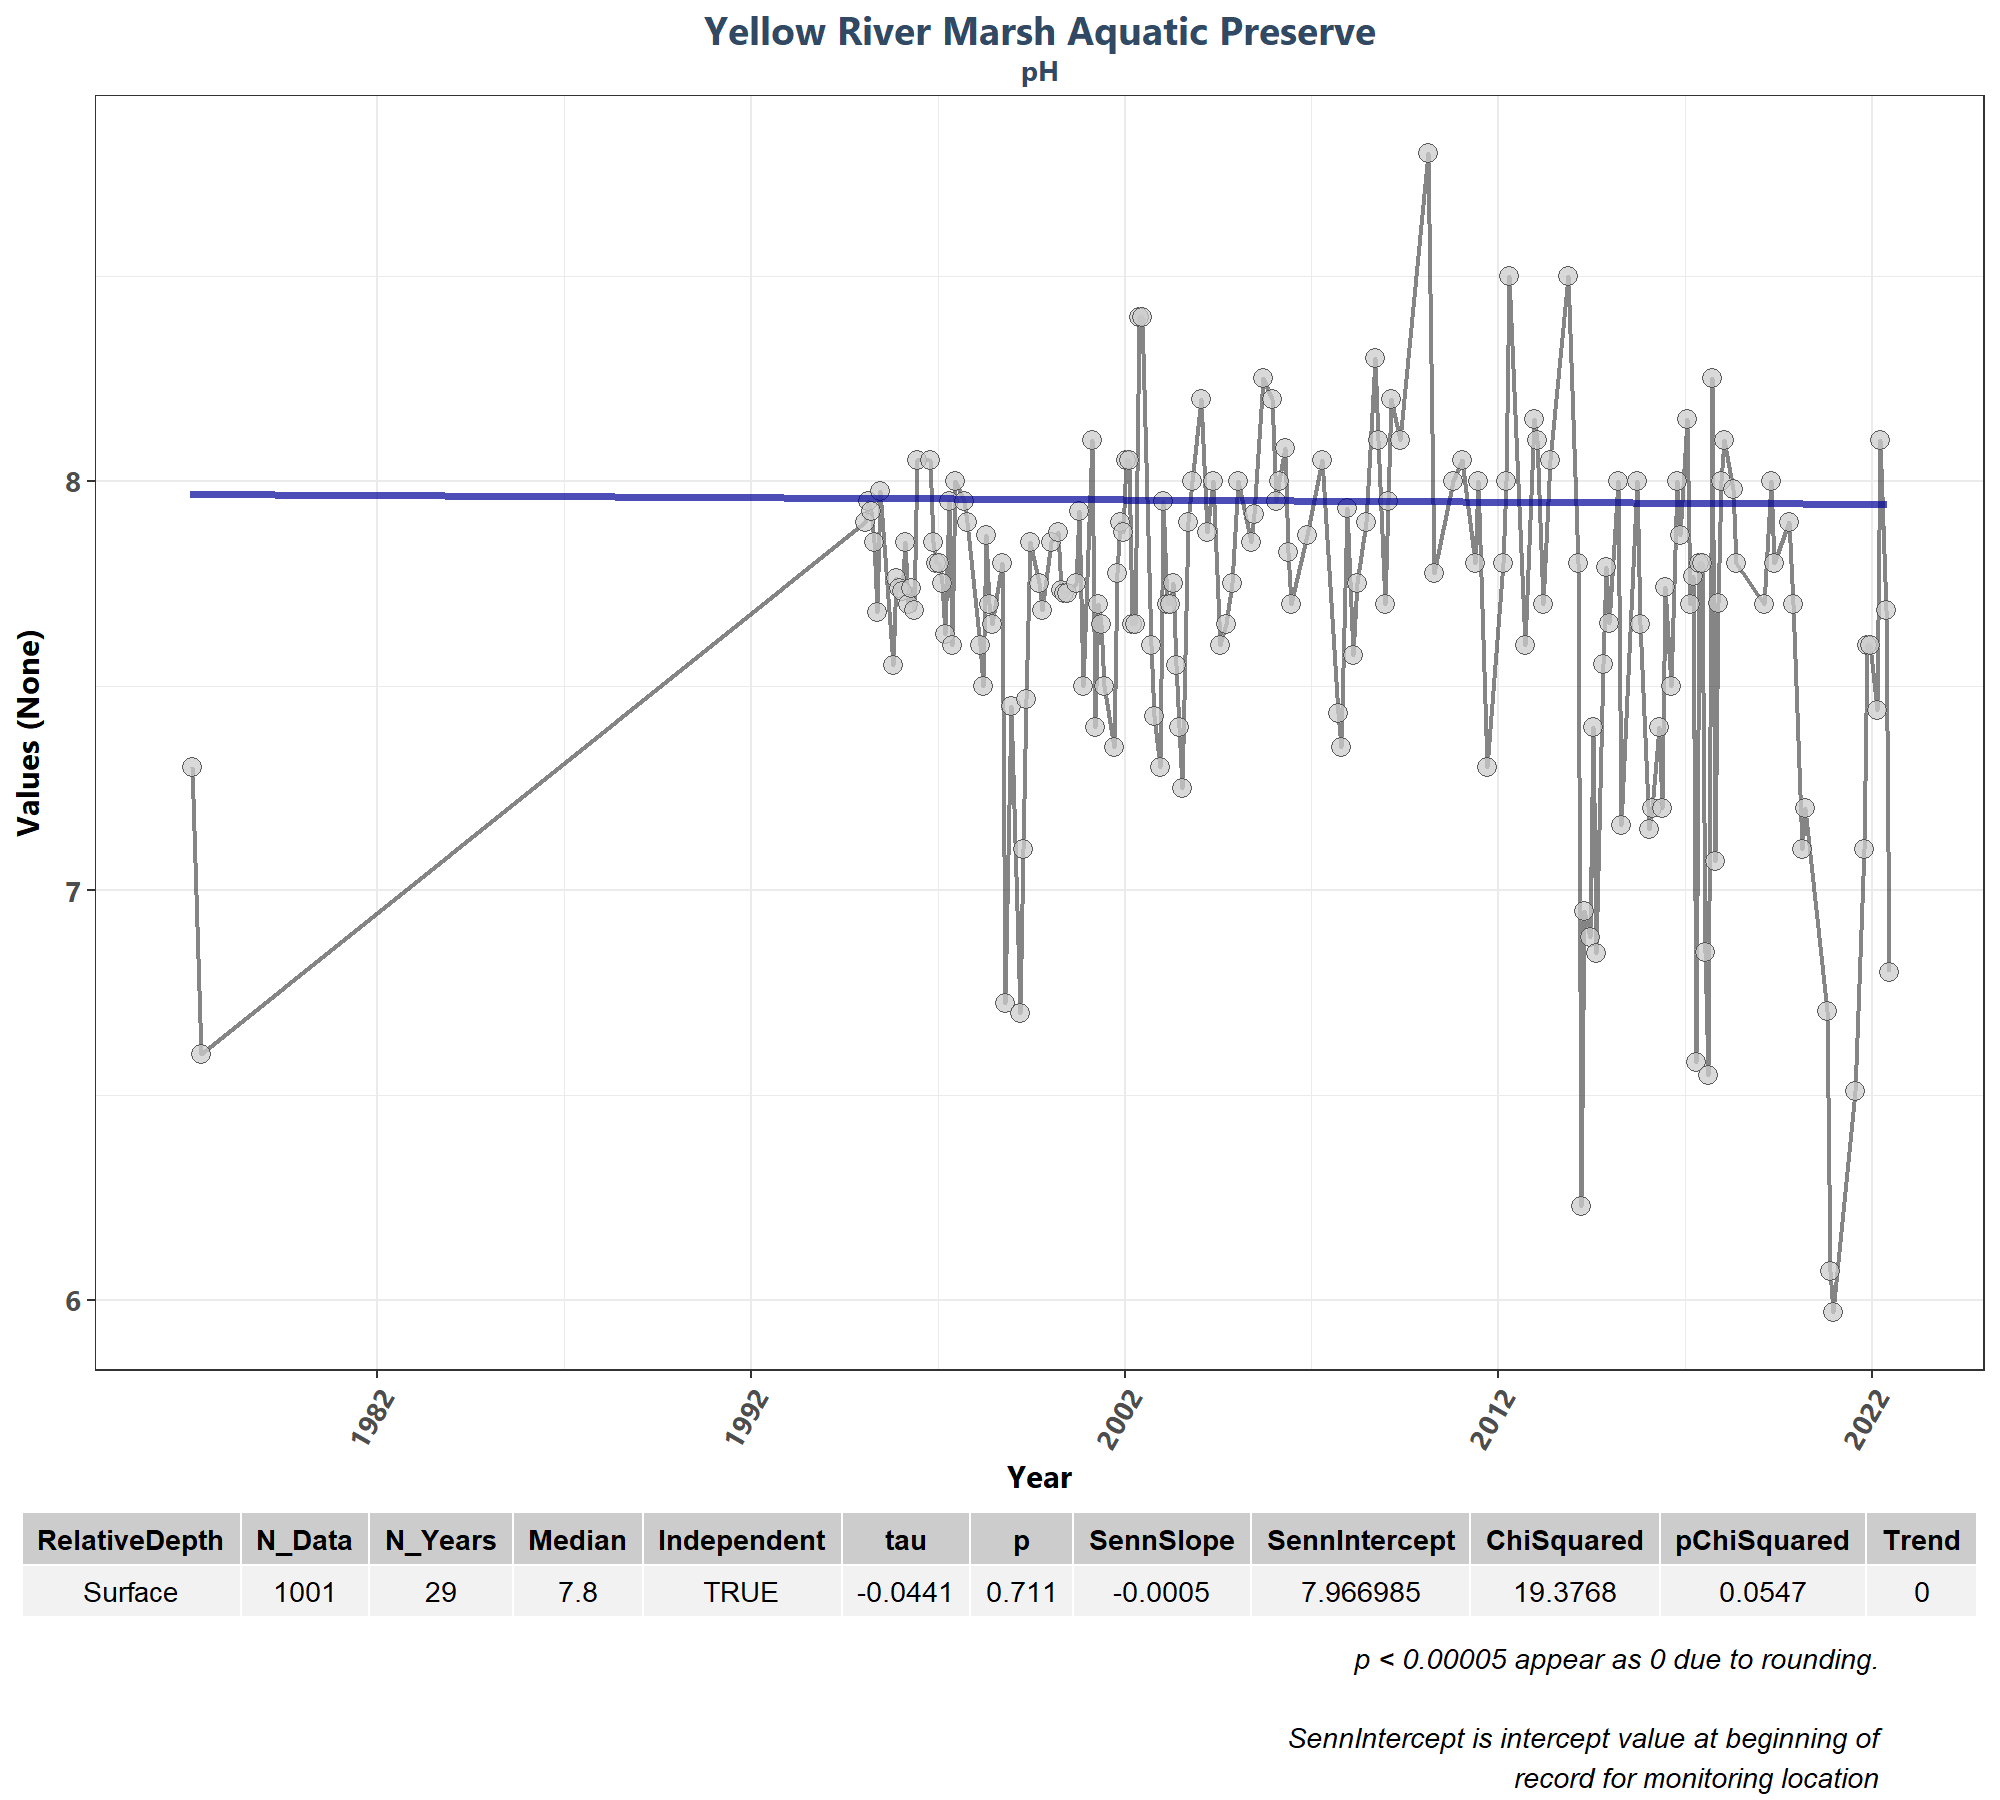 Yellow River Marsh Aquatic Preserve
pH
Values (None)
8
7
6
1982 1992 2002 2012 2022
Year
RelativeDepth N_Data N_Years Median Independent tau p SennSlope SennIntercept ChiSquared pChiSquared Trend
Surface 1001 29 7.8 TRUE -0.0441 0.711 -0.0005 7.966985 19.3768 0.0547 0
p < 0.00005 appear as 0 due to rounding.
SennIntercept is intercept value at beginning of
record for monitoring location